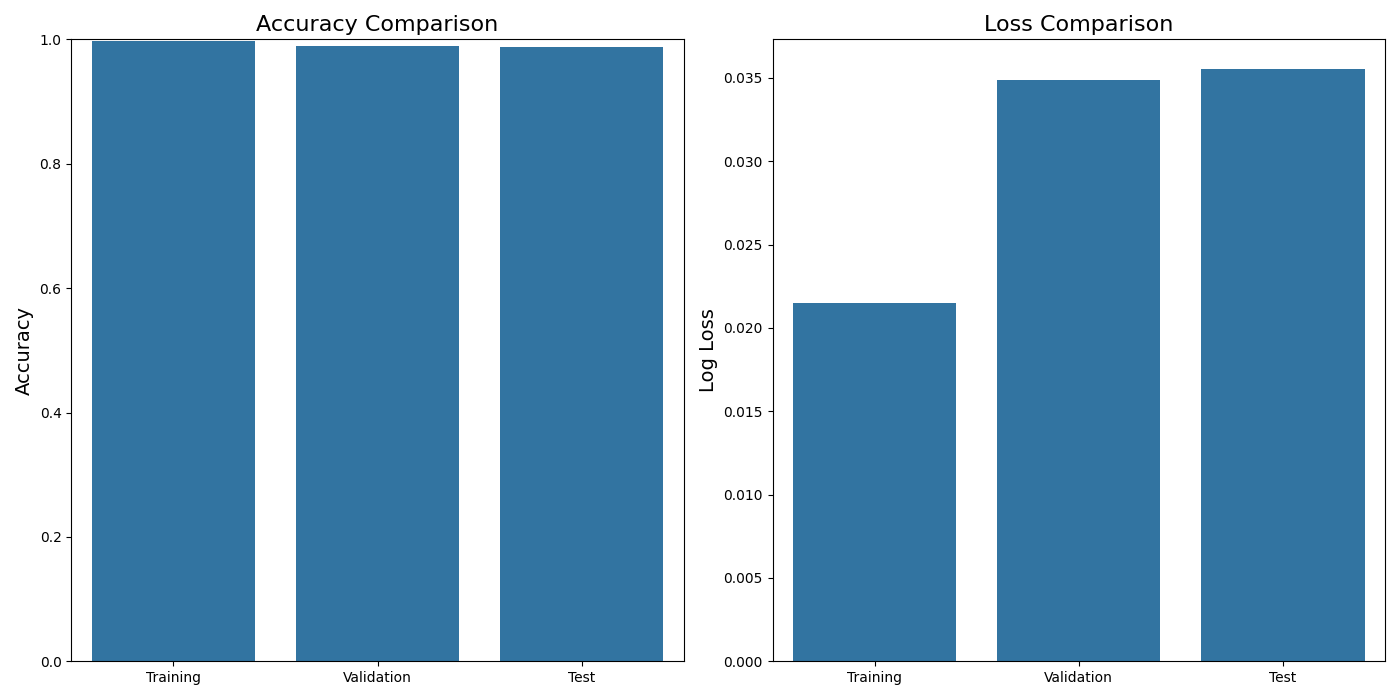 Accuracy Comparison
Accuracy
1.0
0.8
0.6
0.4
0.2
0.0
Training Validation Test
Loss Comparison
Log Loss
0.035
0.030
0.025
0.020
0.015
0.010
0.005
0.000
Training Validation Test